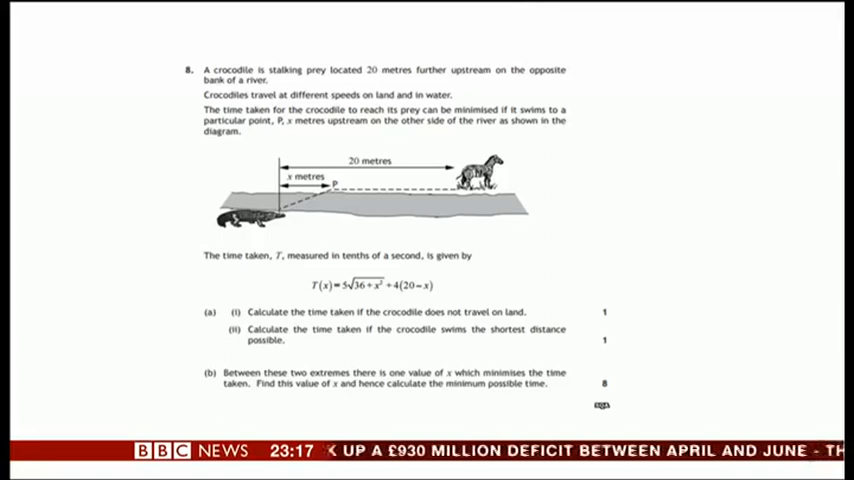 8. A crocodile is stalking prey located 20 metres further upstream on the opposite
bank of a river.
Crocodiles travel at different speeds on land and in water.
The time taken for the crocodile to reach its prey can be minimised if it swims to a
particular point, P, x metres upstream on the other side of the river as shown in the
diagram.
20 metres
x metres
P
The time taken, T, measured in tenths of a second, is given by
T(x)=5√36+x² +4(20−x)
(a) (i) Calculate the time taken if the crocodile does not travel on land. 1
(ii) Calculate the time taken if the crocodile swims the shortest distance
possible. 1
(b) Between these two extremes there is one value of x which minimises the time
taken. Find this value of x and hence calculate the minimum possible time. 8
SQA
BBC NEWS 23:17 K UP A £930 MILLION DEFICIT BETWEEN APRIL AND JUNE - TH